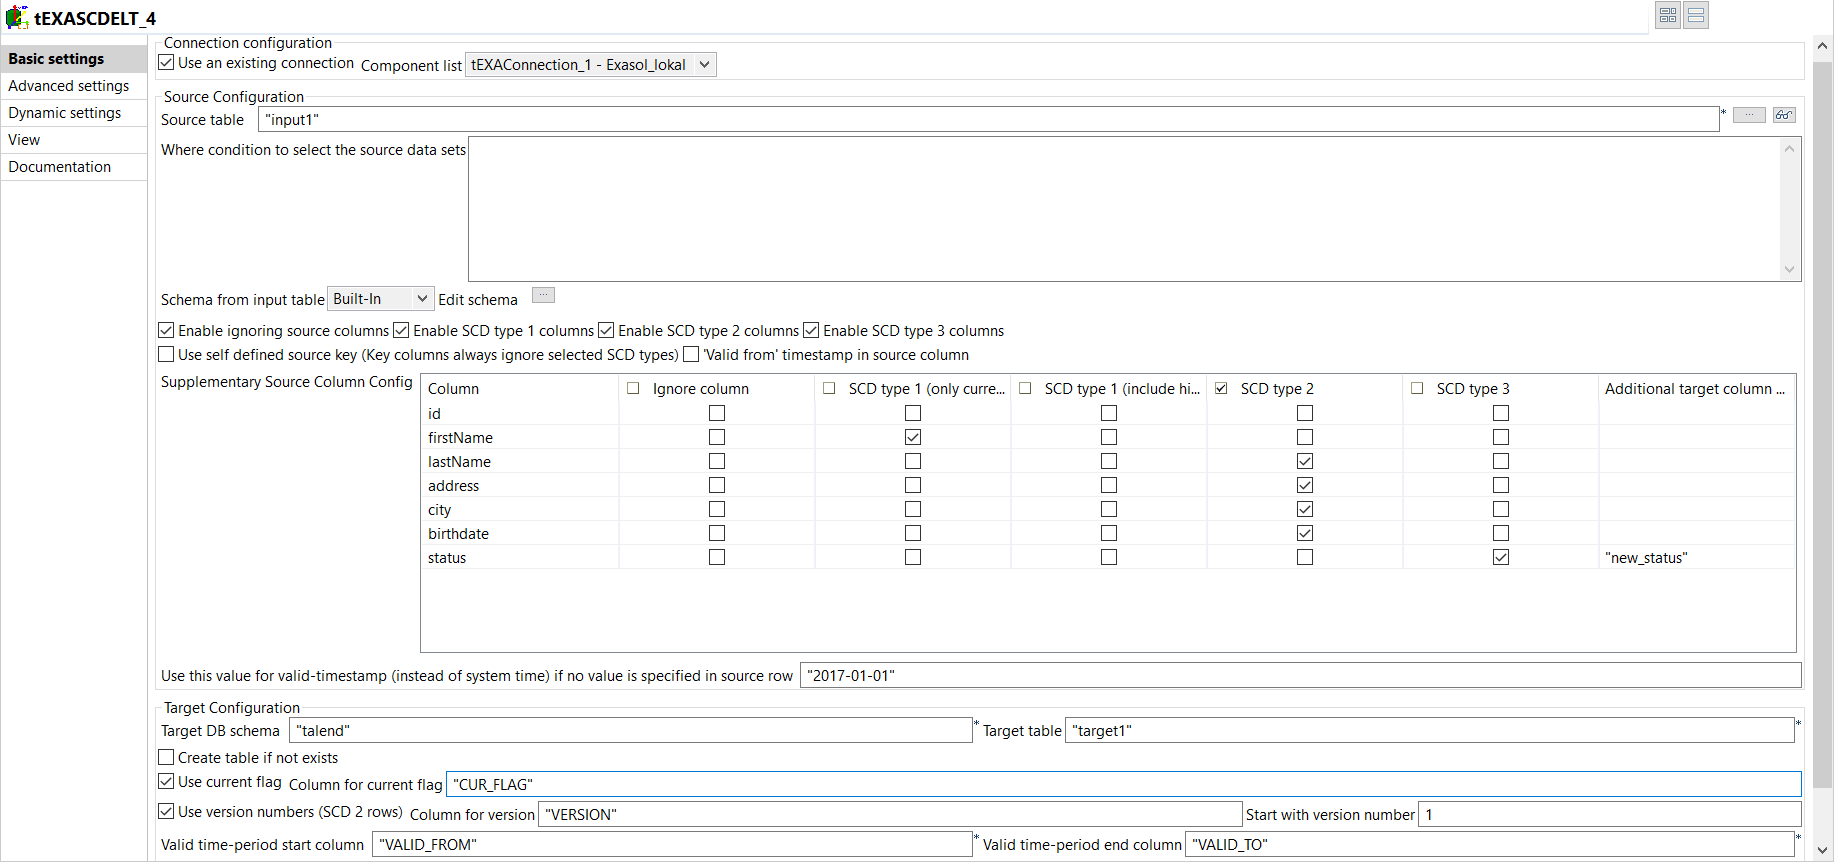 tEXASCDELT_4
Basic settings
Advanced settings
Dynamic settings
View
Documentation
Connection configuration
Use an existing connection Component list tEXAConnection_1 - Exasol_lokal
Source Configuration
Source table "input1" * ...
Where condition to select the source data sets
Schema from input table Built-In Edit schema ...
Enable ignoring source columns Enable SCD type 1 columns Enable SCD type 2 columns Enable SCD type 3 columns
Use self defined source key (Key columns always ignore selected SCD types) 'Valid from' timestamp in source column
Supplementary Source Column Config Column Ignore column SCD type 1 (only curre... SCD type 1 (include hi... SCD type 2 SCD type 3 Additional target column ...
id
firstName
lastName
address
city
birthdate
status "new_status"
Use this value for valid-timestamp (instead of system time) if no value is specified in source row "2017-01-01"
Target Configuration
Target DB schema "talend" * Target table "target1" *
Create table if not exists
Use current flag Column for current flag "CUR_FLAG"
Use version numbers (SCD 2 rows) Column for version "VERSION" Start with version number 1
Valid time-period start column "VALID_FROM" * Valid time-period end column "VALID_TO" *